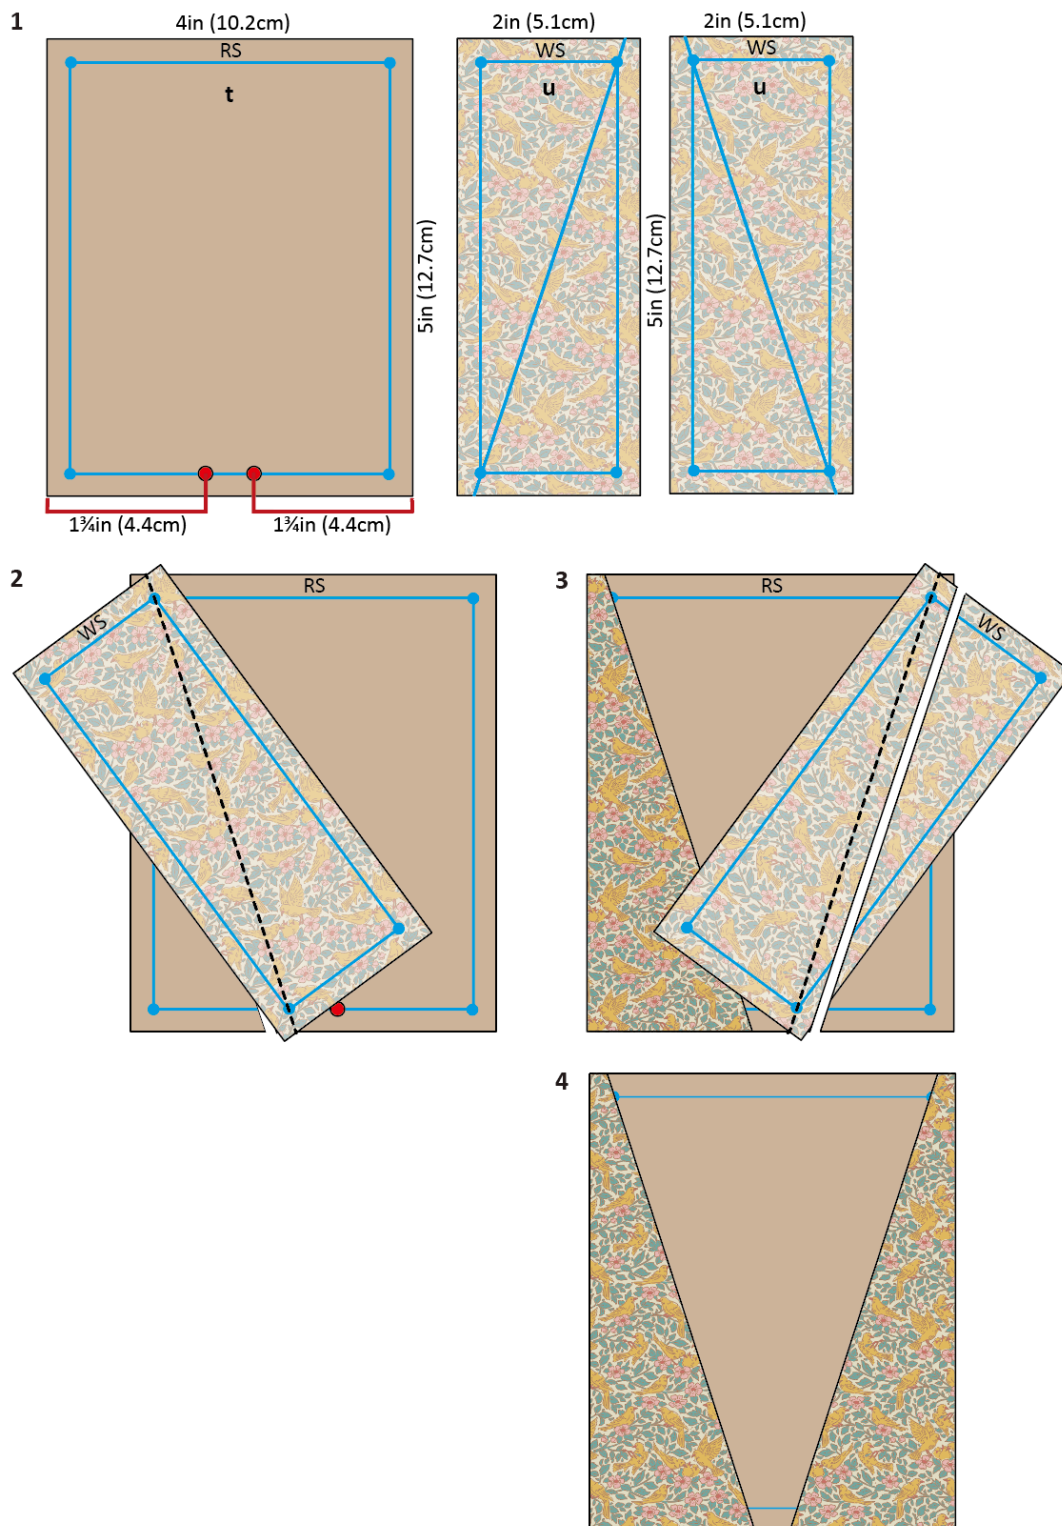 1
4in (10.2cm)
RS
t
5in (12.7cm)
1¾in (4.4cm)
1¾in (4.4cm)
2in (5.1cm)
WS
u
5in (12.7cm)
2in (5.1cm)
WS
u
2
RS
WS
3
RS
WS
4